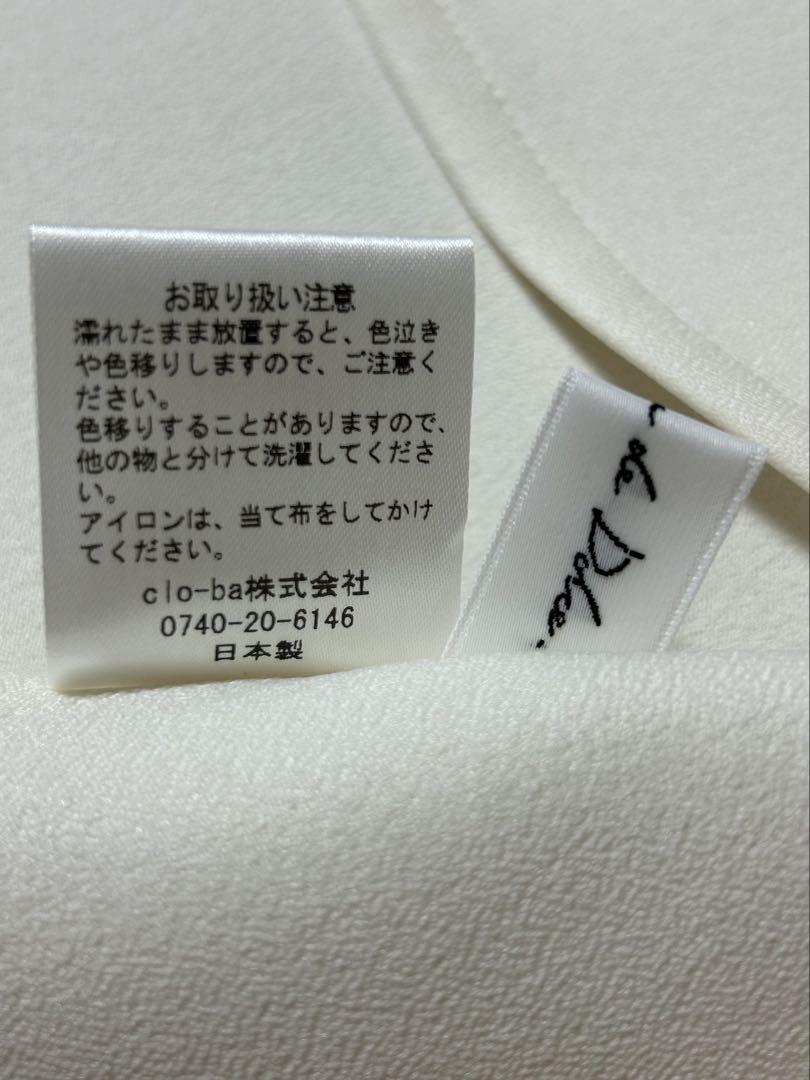 お取り扱い注意
濡れたまま放置すると、色泣き
や色移りしますので、ご注意く
ださい。
色移りすることがありますので、
他の物と分けて洗濯してくださ
い。
アイロンは、当て布をしてかけ
てください。
clo-ba株式会社
0740-20-6146
日本製
de